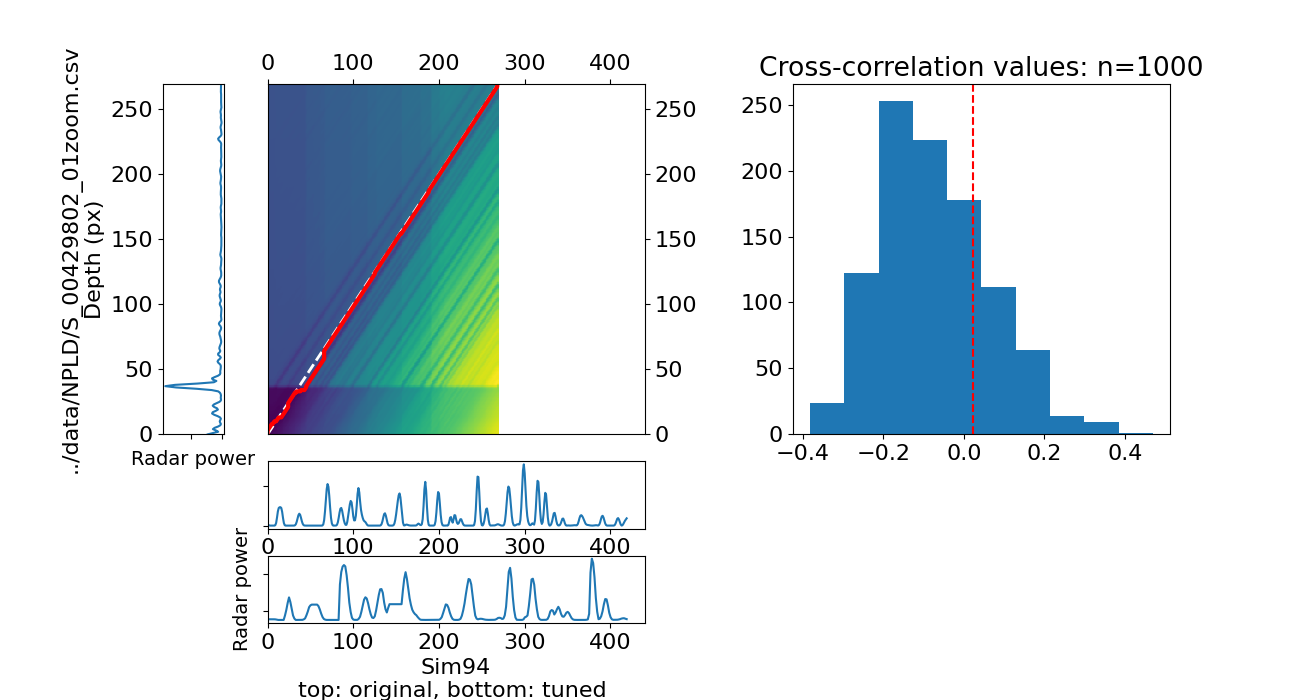 ../data/NPLD/S_00429802_01zoom.csv
Depth (px)
0 100 200 300 400
250
200
150
100
50
0
250
200
150
100
50
0
Radar power
0 100 200 300 400
Radar power
0 100 200 300 400
Sim94
top: original, bottom: tuned
Cross-correlation values: n=1000
250
200
150
100
50
0
−0.4 −0.2 0.0 0.2 0.4